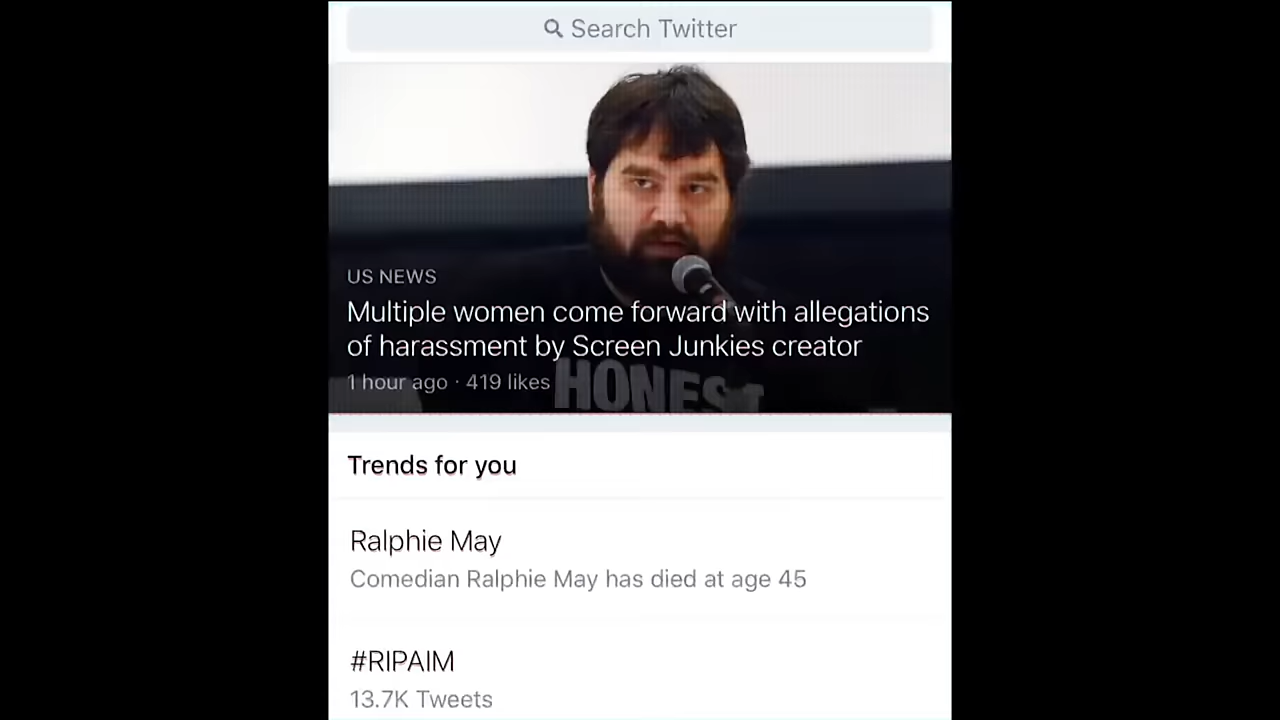 Search Twitter
US NEWS
Multiple women come forward with allegations
of harassment by Screen Junkies creator
1 hour ago · 419 likes
HONEST
Trends for you
Ralphie May
Comedian Ralphie May has died at age 45
#RIPAIM
13.7K Tweets